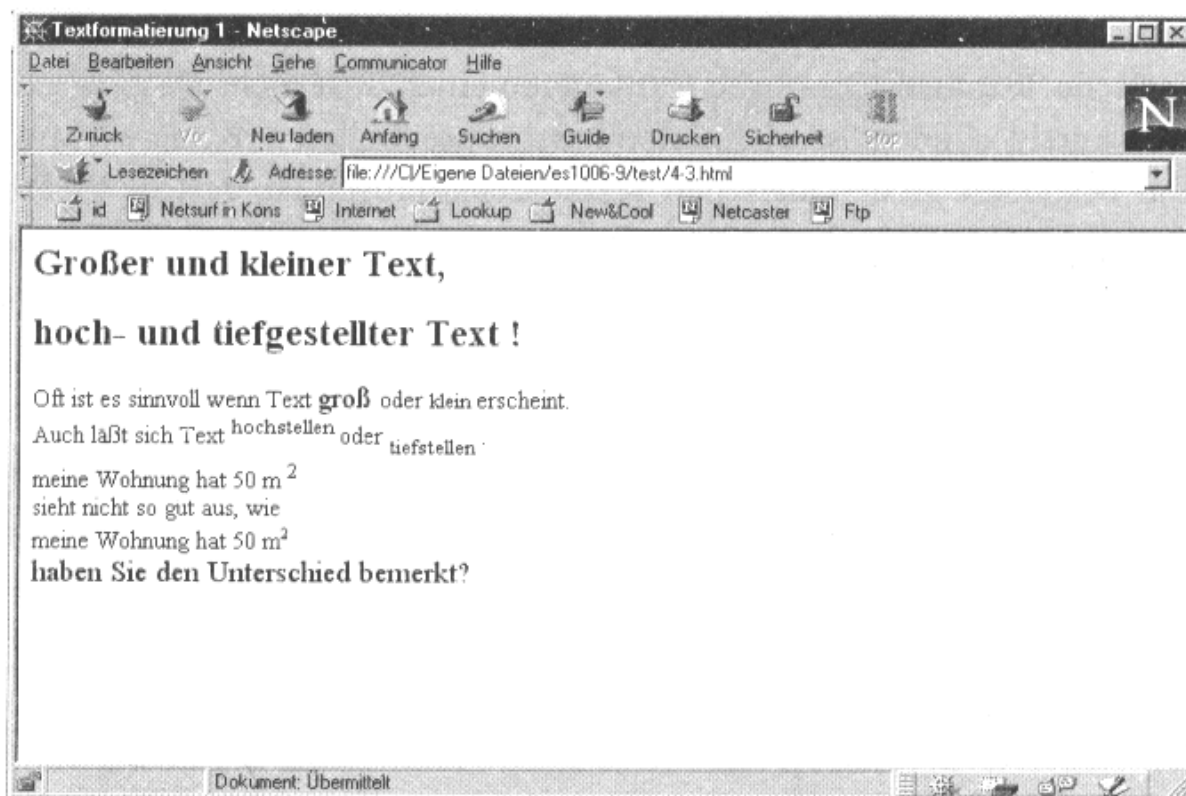 Textformatierung 1 - Netscape
Datei Bearbeiten Ansicht Gehe Communicator Hilfe
Zurück Vor Neu laden Anfang Suchen Guide Drucken Sicherheit Stop
N
Lesezeichen Adresse: file:///C|/Eigene Dateien/es1006-9/test/4-3.html
id Netsurf in Kons Internet Lookup New&Cool Netcaster Ftp
Großer und kleiner Text,
hoch- und tiefgestellter Text !
Oft ist es sinnvoll wenn Text groß oder klein erscheint.
Auch läßt sich Text hochstellen oder tiefstellen .
meine Wohnung hat 50 m ²
sieht nicht so gut aus, wie
meine Wohnung hat 50 m²
haben Sie den Unterschied bemerkt?
Dokument: Übermittelt